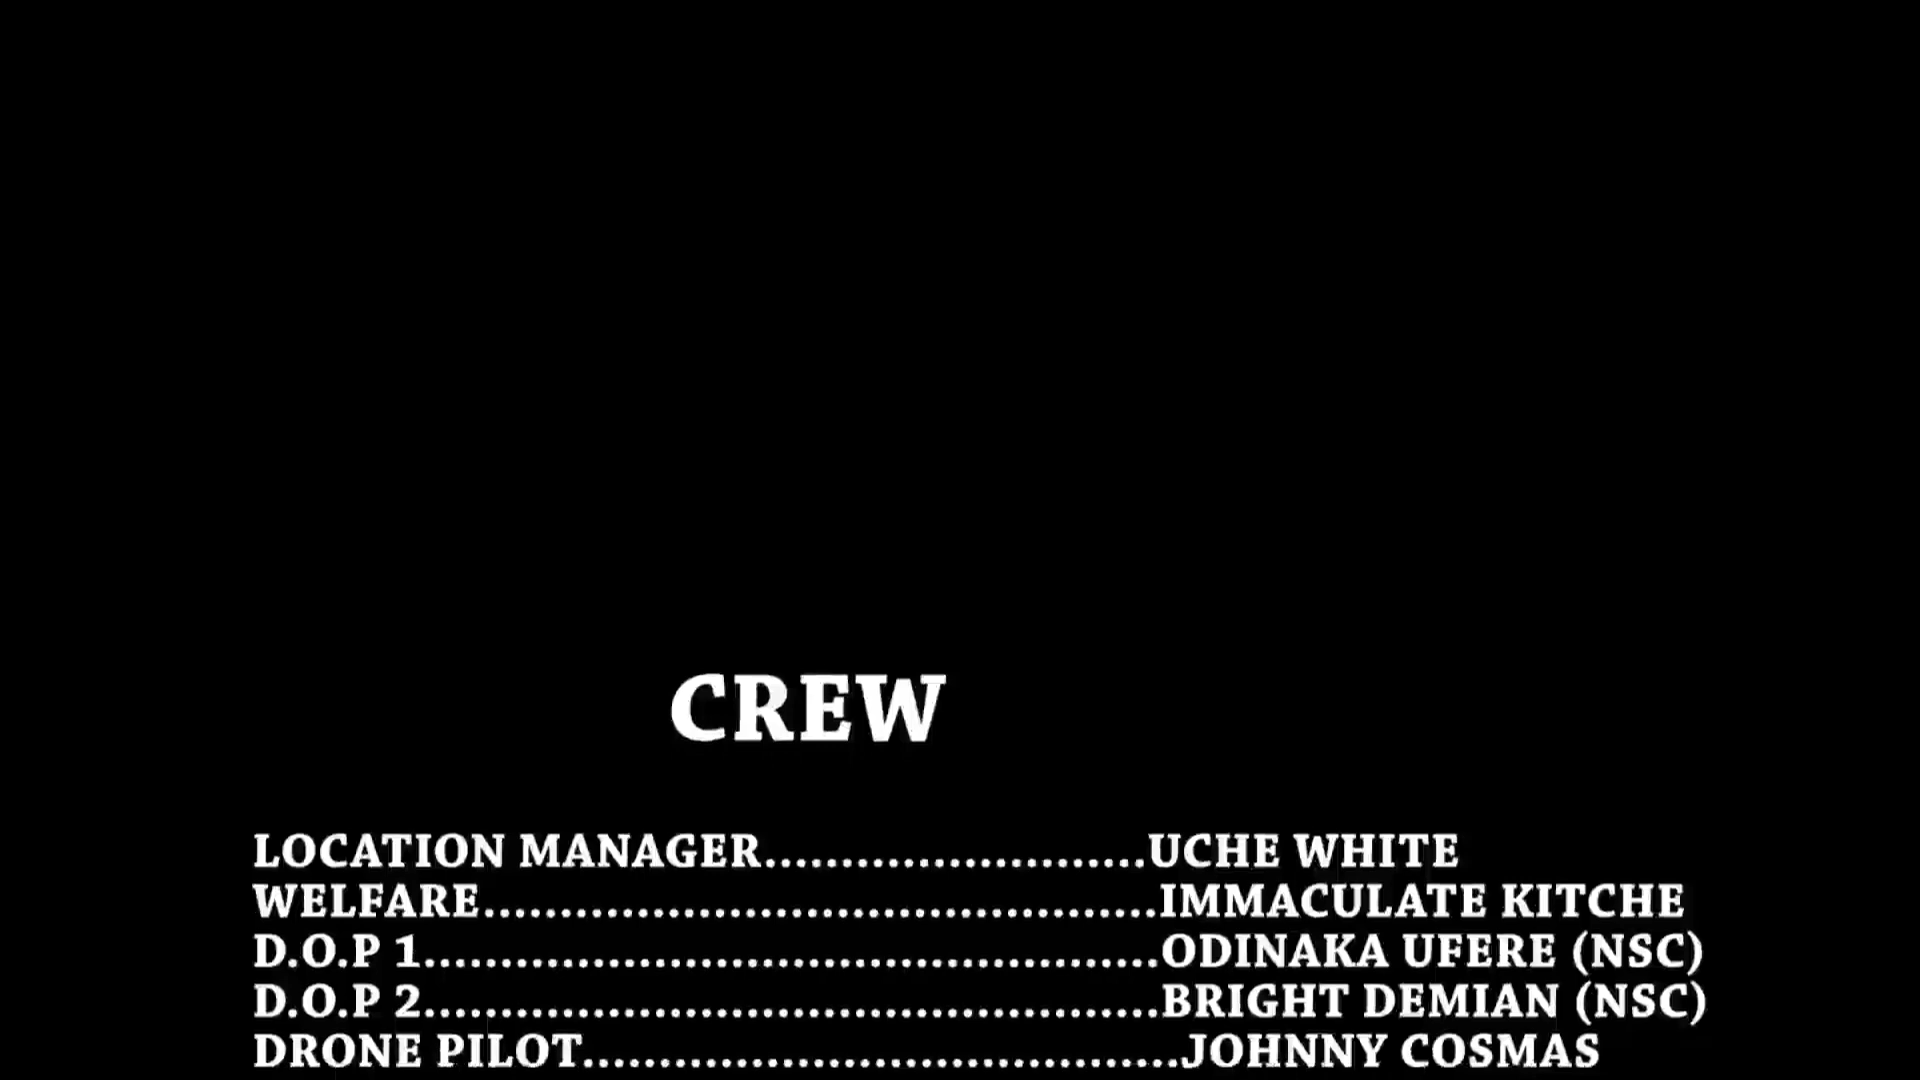 CREW
LOCATION MANAGER.........................UCHE WHITE
WELFARE............................................IMMACULATE KITCHE
D.O.P 1................................................ODINAKA UFERE (NSC)
D.O.P 2................................................BRIGHT DEMIAN (NSC)
DRONE PILOT.......................................JOHNNY COSMAS